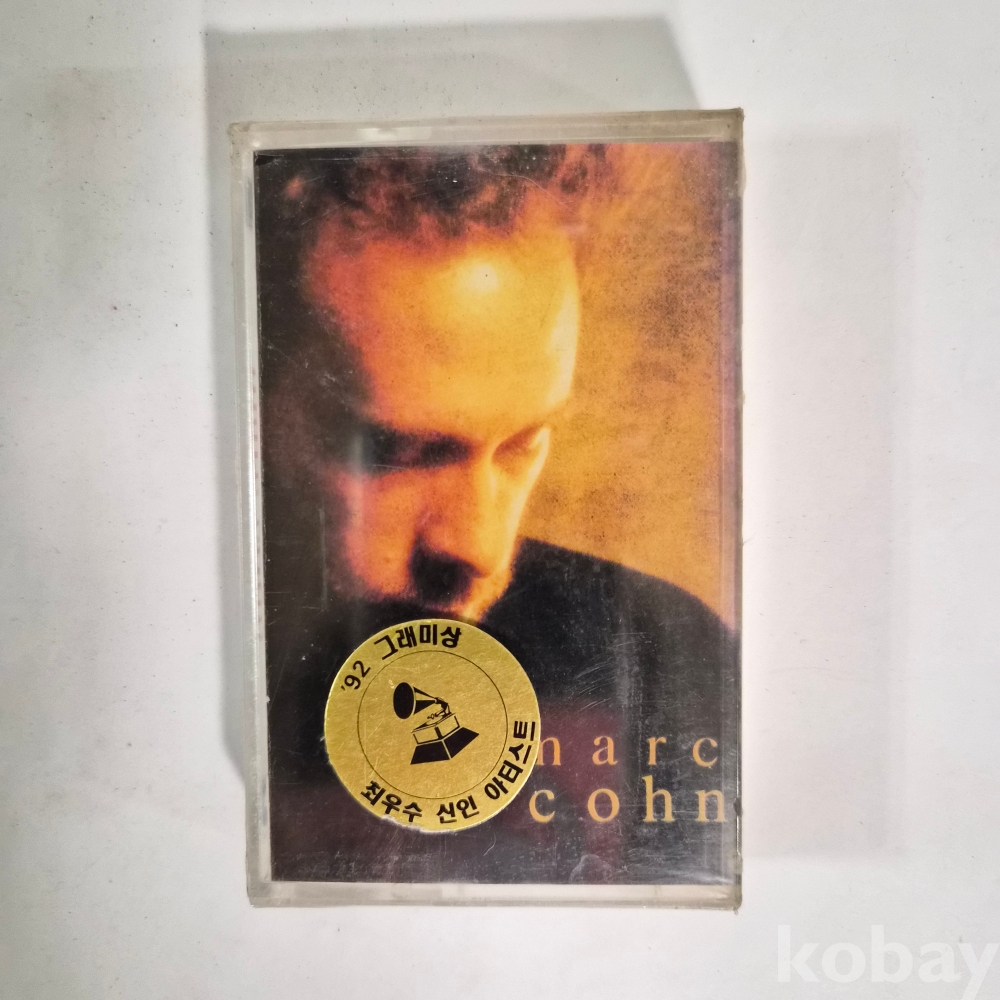 '92 그래미상
최우수 신인 아티스트
marc
cohn
kobay